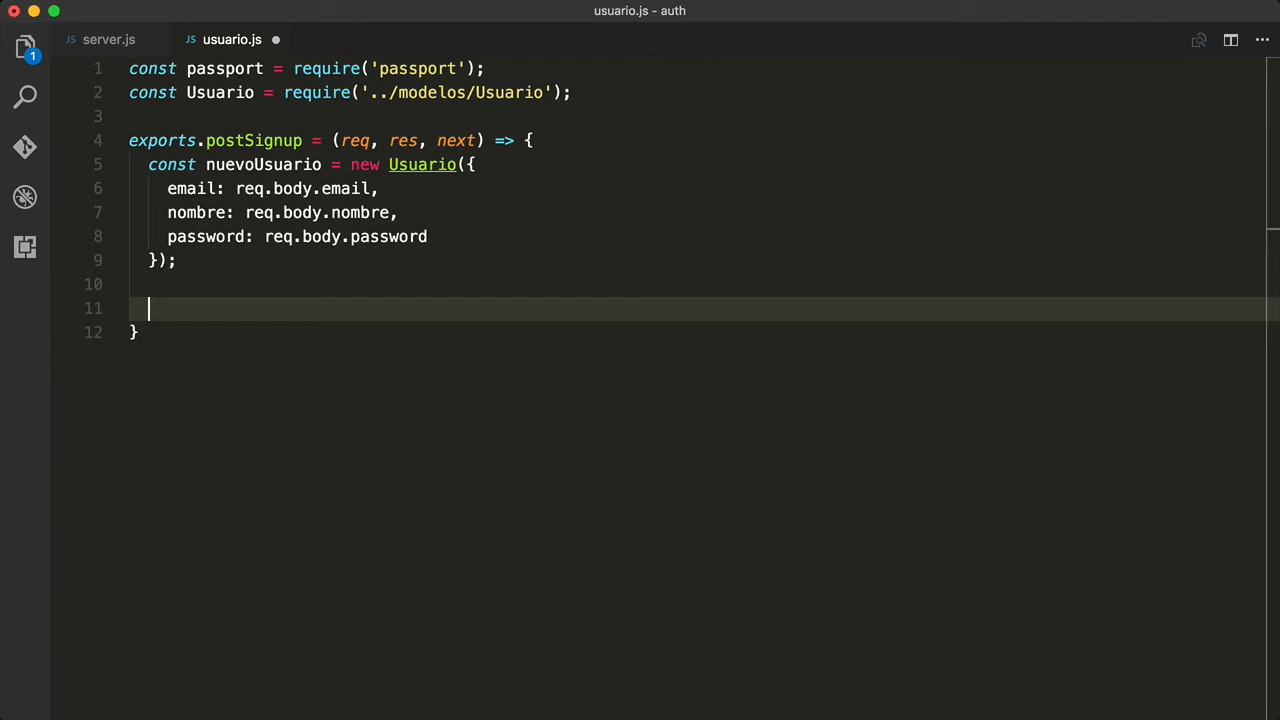 usuario.js - auth
server.js
JS usuario.js
1
1 const passport = require('passport');
2 const Usuario = require('../modelos/Usuario');
3
4 exports.postSignup = (req, res, next) => {
5   const nuevoUsuario = new Usuario({
6     email: req.body.email,
7     nombre: req.body.nombre,
8     password: req.body.password
9   });
10
11
12 }